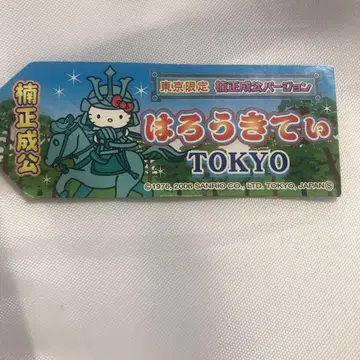 楠正成公
東京限定 楠正成公バージョン
はろうきてぃ
TOKYO
©1976, 2006 SANRIO CO., LTD. TOKYO, JAPAN Ⓢ